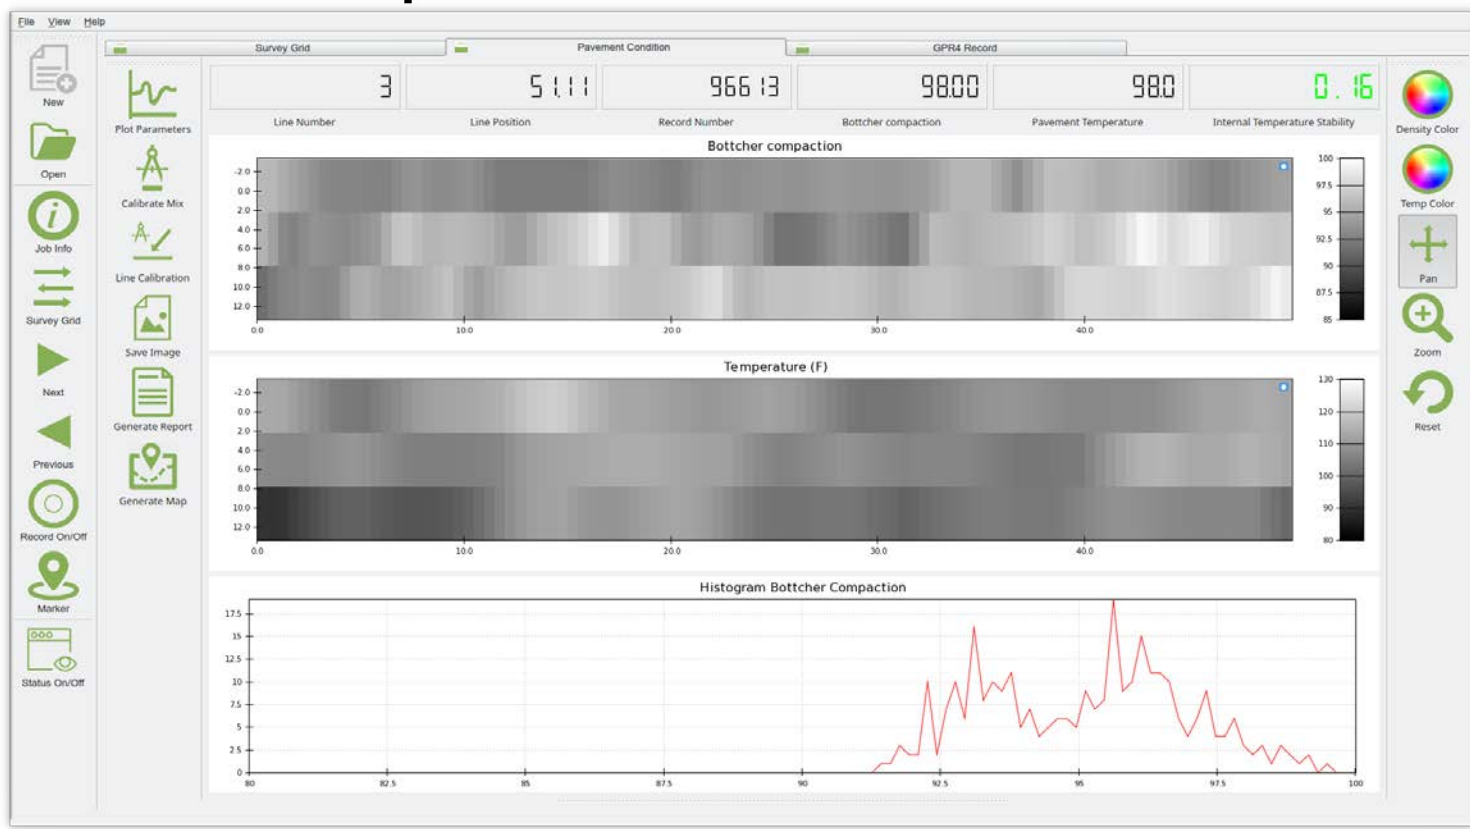 File View Help
Survey Grid Pavement Condition GPR4 Record
New
Open
Job Info
Survey Grid
Next
Previous
Record On/Off
Marker
Status On/Off
Plot Parameters
Calibrate Mix
Line Calibration
Save Image
Generate Report
Generate Map
3 51.11 96613 98.00 98.0 0.16
Line Number Line Position Record Number Bottcher compaction Pavement Temperature Internal Temperature Stability
Bottcher compaction
-2.0
0.0
2.0
4.0
6.0
8.0
10.0
12.0
0.0 10.0 20.0 30.0 40.0
100
97.5
95
92.5
90
87.5
85
Temperature (F)
-2.0
0.0
2.0
4.0
6.0
8.0
10.0
12.0
0.0 10.0 20.0 30.0 40.0
130
120
110
100
90
80
Histogram Bottcher Compaction
17.5
15
12.5
10
7.5
5
2.5
0
80 82.5 85 87.5 90 92.5 95 97.5 100
Density Color
Temp Color
Pan
Zoom
Reset